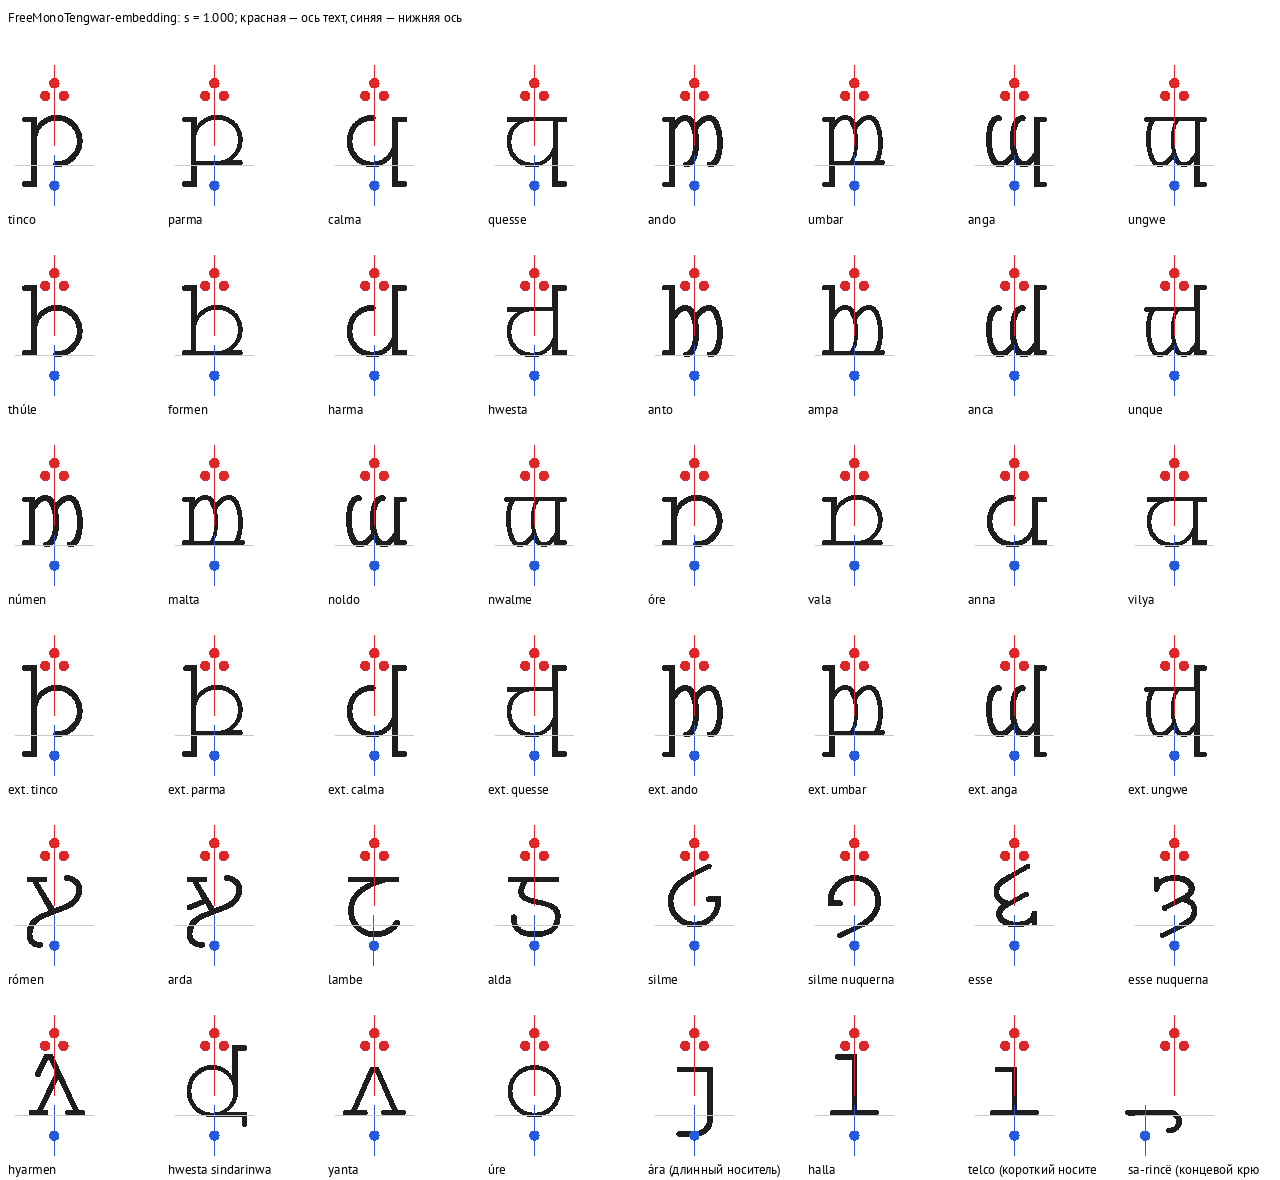 FreeMonoTengwar-embedding: s = 1.000; красная — ось техт, синяя — нижняя ось
tinco parma calma quesse ando umbar anga ungwe
thúle formen harma hwesta anto ampa anca unque
númen malta noldo nwalme óre vala anna vilya
ext. tinco ext. parma ext. calma ext. quesse ext. ando ext. umbar ext. anga ext. ungwe
rómen arda lambe alda silme silme nuquerna esse esse nuquerna
hyarmen hwesta sindarinwa yanta úre ára (длинный носитель) halla telco (короткий носите sa-rincë (концевой крю